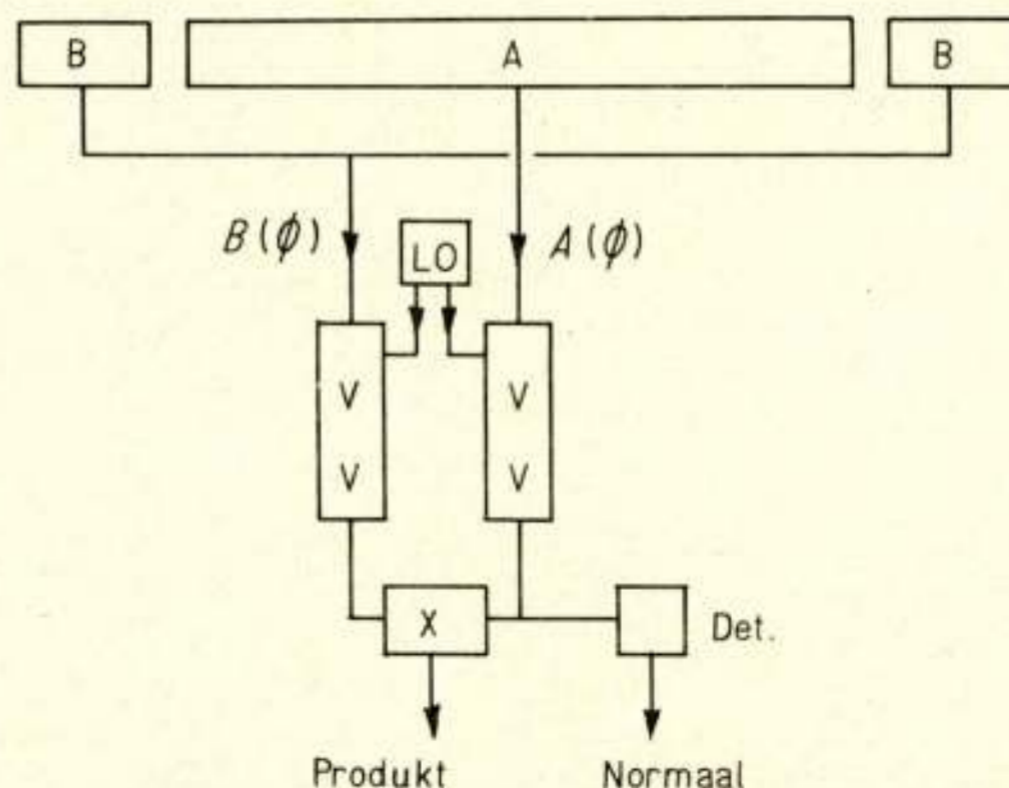 B A B
B(ϕ) LO A(ϕ)
V V
V V
X Det.
Produkt Normaal